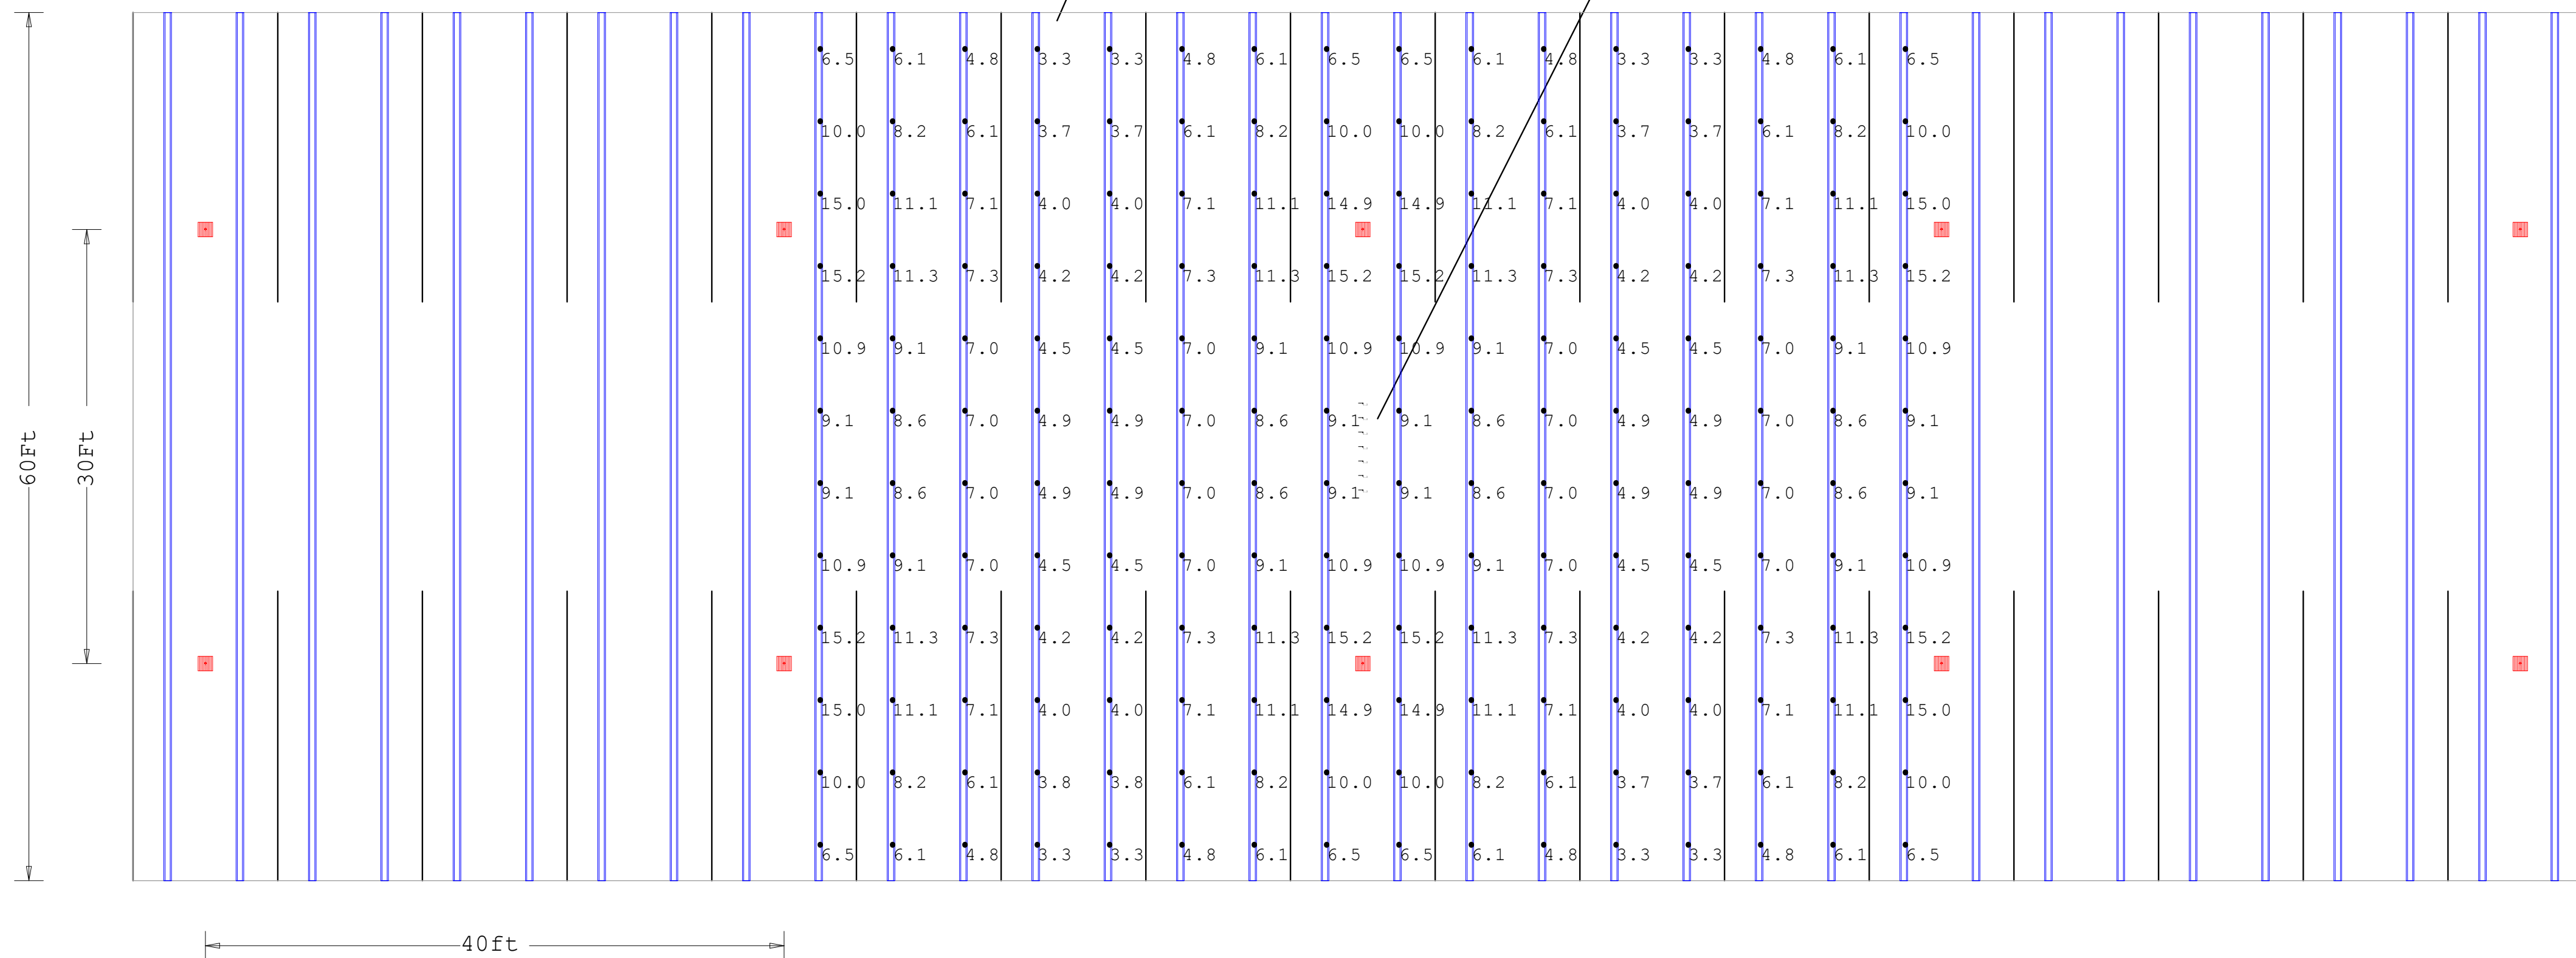 6.5 6.1 4.8 3.3 3.3 4.8 6.1 6.5 6.5 6.1 4.8 3.3 3.3 4.8 6.1 6.5
10.0 8.2 6.1 3.7 3.7 6.1 8.2 10.0 10.0 8.2 6.1 3.7 3.7 6.1 8.2 10.0
15.0 11.1 7.1 4.0 4.0 7.1 11.1 14.9 14.9 11.1 7.1 4.0 4.0 7.1 11.1 15.0
15.2 11.3 7.3 4.2 4.2 7.3 11.3 15.2 15.2 11.3 7.3 4.2 4.2 7.3 11.3 15.2
10.9 9.1 7.0 4.5 4.5 7.0 9.1 10.9 10.9 9.1 7.0 4.5 4.5 7.0 9.1 10.9
9.1 8.6 7.0 4.9 4.9 7.0 8.6 9.1 9.1 8.6 7.0 4.9 4.9 7.0 8.6 9.1
60Ft
30Ft
9.1 8.6 7.0 4.9 4.9 7.0 8.6 9.1 9.1 8.6 7.0 4.9 4.9 7.0 8.6 9.1
10.9 9.1 7.0 4.5 4.5 7.0 9.1 10.9 10.9 9.1 7.0 4.5 4.5 7.0 9.1 10.9
15.2 11.3 7.3 4.2 4.2 7.3 11.3 15.2 15.2 11.3 7.3 4.2 4.2 7.3 11.3 15.2
15.0 11.1 7.1 4.0 4.0 7.1 11.1 14.9 14.9 11.1 7.1 4.0 4.0 7.1 11.1 15.0
10.0 8.2 6.1 3.8 3.8 6.1 8.2 10.0 10.0 8.2 6.1 3.7 3.7 6.1 8.2 10.0
6.5 6.1 4.8 3.3 3.3 4.8 6.1 6.5 6.5 6.1 4.8 3.3 3.3 4.8 6.1 6.5
40ft